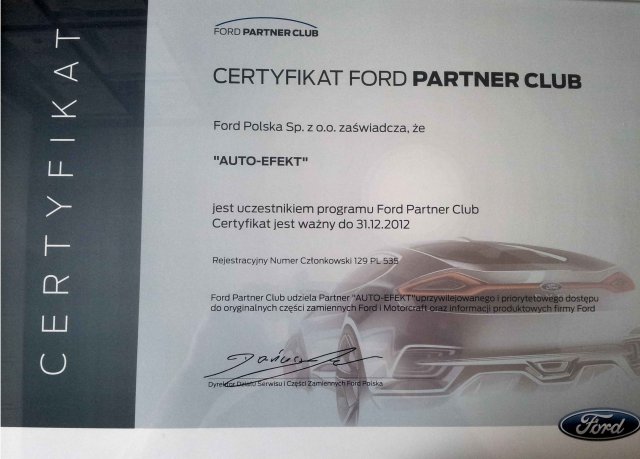 CERTYFIKAT
FORD PARTNER CLUB
CERTYFIKAT FORD PARTNER CLUB
Ford Polska Sp. z o.o. zaświadcza, że
"AUTO-EFEKT"
jest uczestnikiem programu Ford Partner Club
Certyfikat jest ważny do 31.12.2012
Rejestracyjny Numer Członkowski 129 PL 535
Ford Partner Club udziela Partner "AUTO-EFEKT"uprzywilejowanego i priorytetowego dostępu
do oryginalnych części zamiennych Ford i Motorcraft oraz informacji produktowych firmy Ford
Dyrektor Działu Serwisu i Części Zamiennych Ford Polska
Ford